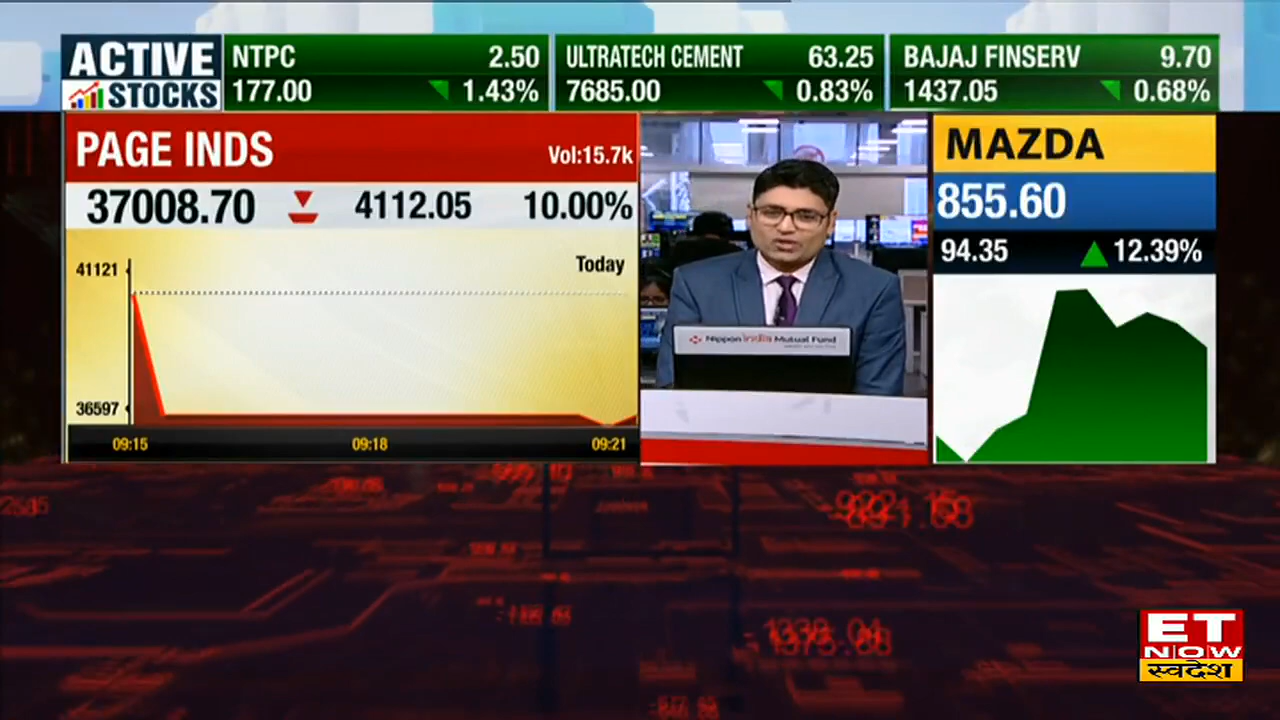 ACTIVE
STOCKS
NTPC 2.50
177.00 1.43%
ULTRATECH CEMENT 63.25
7685.00 0.83%
BAJAJ FINSERV 9.70
1437.05 0.68%
PAGE INDS Vol:15.7k
37008.70 4112.05 10.00%
Today
41121
36597
09:15 09:18 09:21
Nippon india Mutual Fund
MAZDA
855.60
94.35 12.39%
1375.68
ET
NOW
स्वदेश